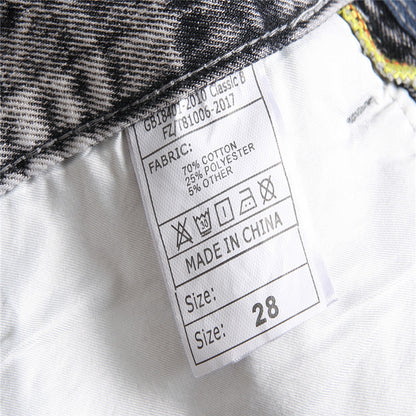 GB18401-2010 Classic B
FZ/T81006-2017
FABRIC:
70% COTTON
25% POLYESTER
5% OTHER
30
MADE IN CHINA
Size:
Size: 28